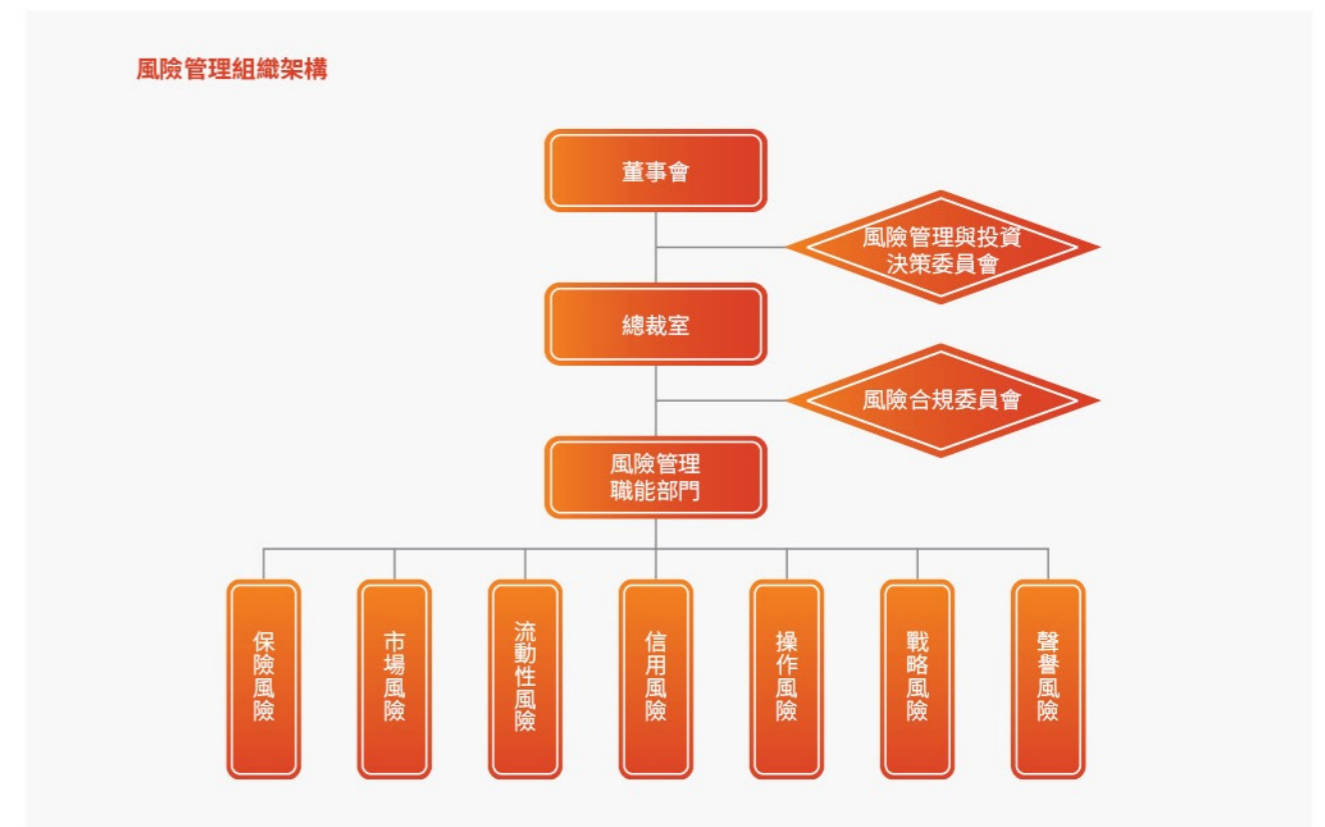 風險管理組織架構
董事會
風險管理與投資
決策委員會
總裁室
風險合規委員會
風險管理
職能部門
保險風險
市場風險
流動性風險
信用風險
操作風險
戰略風險
聲譽風險